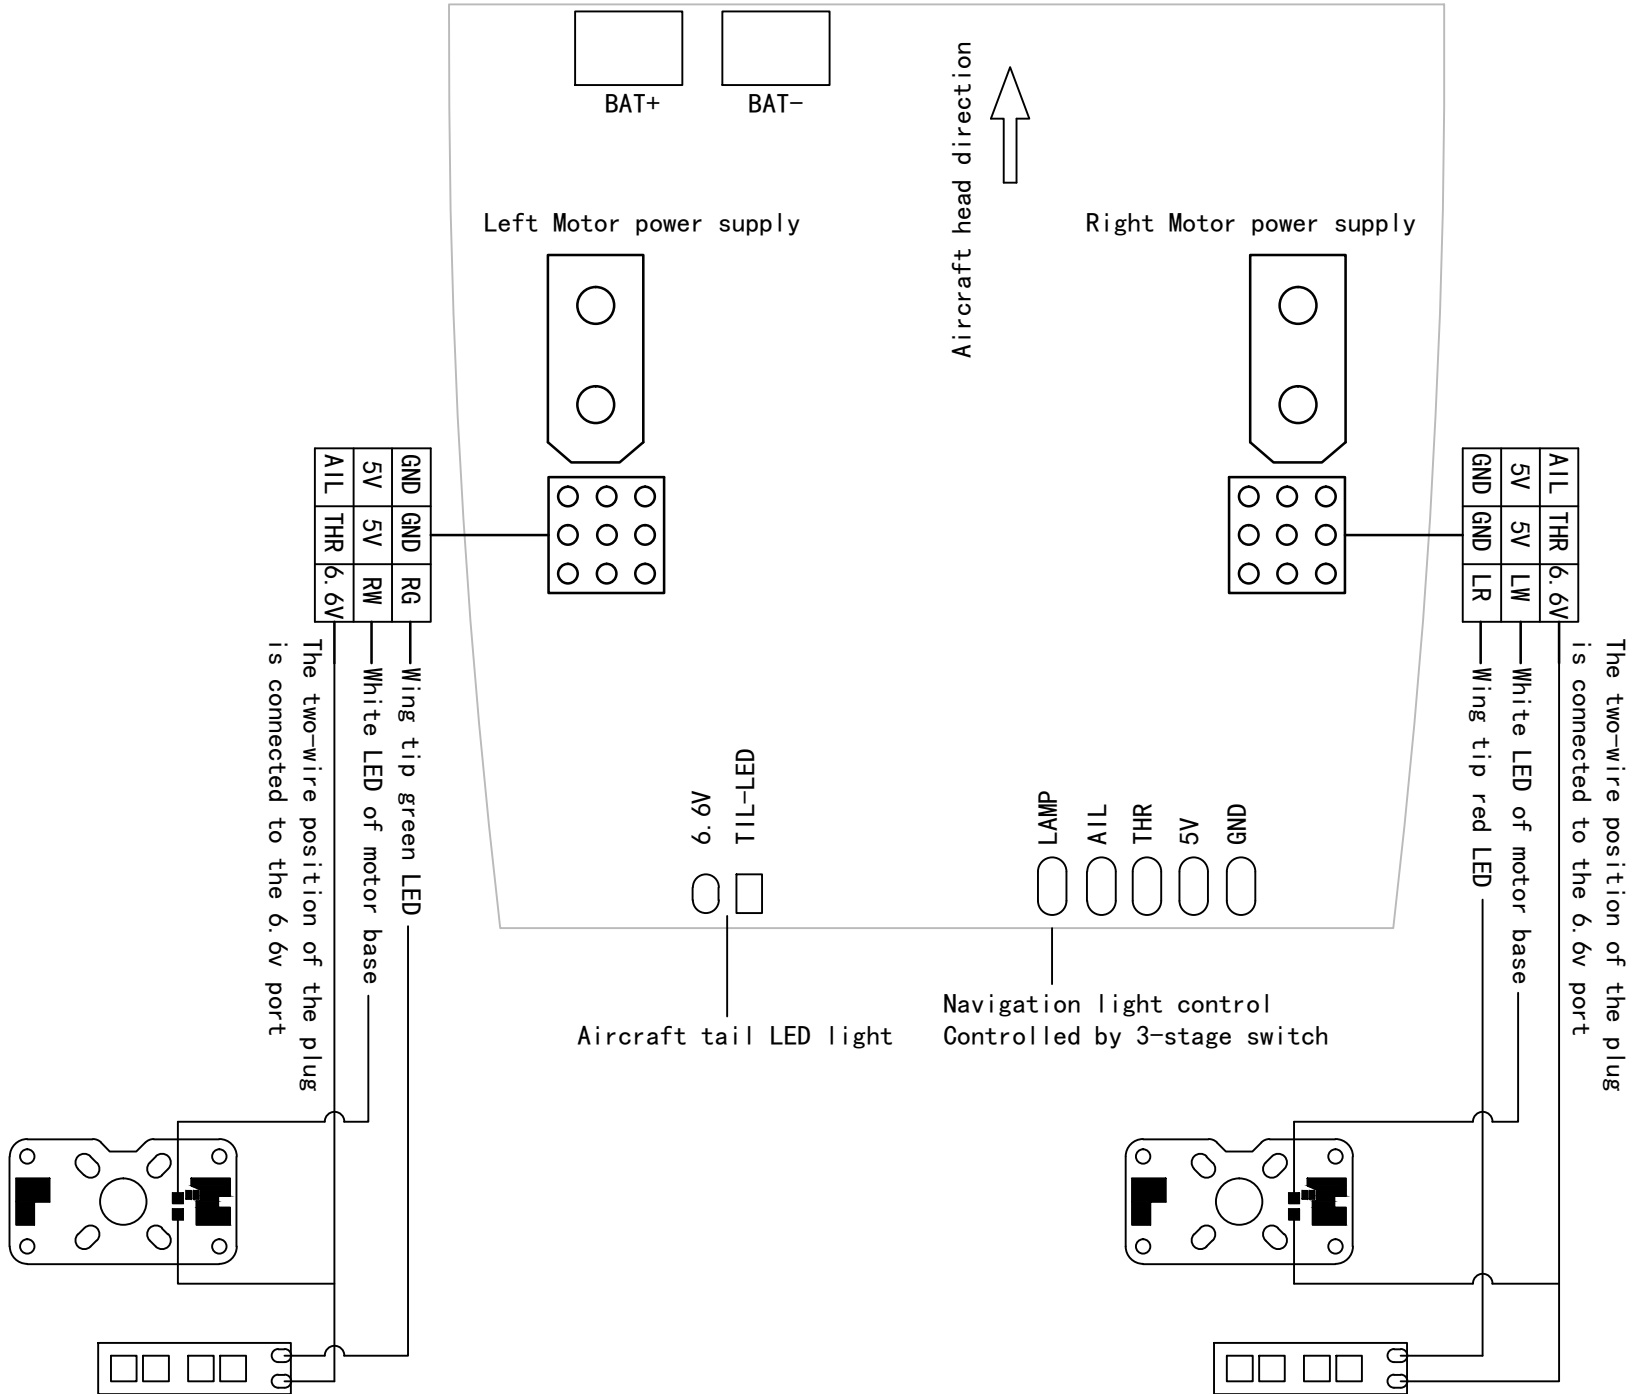 BAT+
BAT-
Aircraft head direction
Left Motor power supply
Right Motor power supply
AIL
5V
GND
THR
5V
GND
6.6V
RW
RG
GND
5V
AIL
GND
5V
THR
LR
LW
6.6V
The two-wire position of the plug
is connected to the 6.6v port
White LED of motor base
Wing tip green LED
6.6V
TIL-LED
LAMP
AIL
THR
5V
GND
Wing tip red LED
White LED of motor base
The two-wire position of the plug
is connected to the 6.6v port
Aircraft tail LED light
Navigation light control
Controlled by 3-stage switch